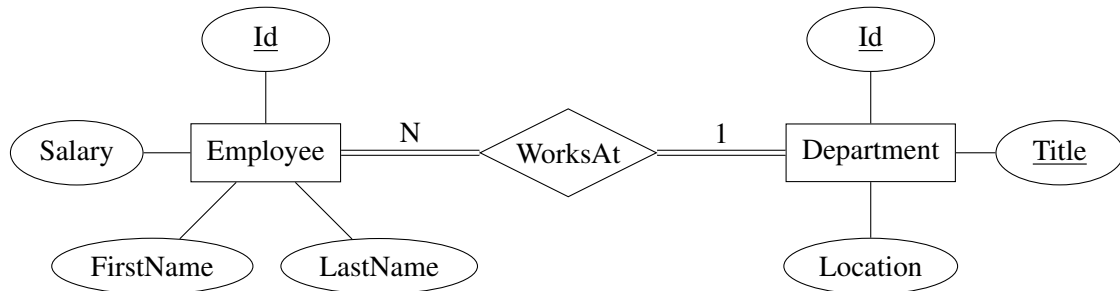 Id
Id
Salary
Employee
N
WorksAt
1
Department
Title
FirstName
LastName
Location